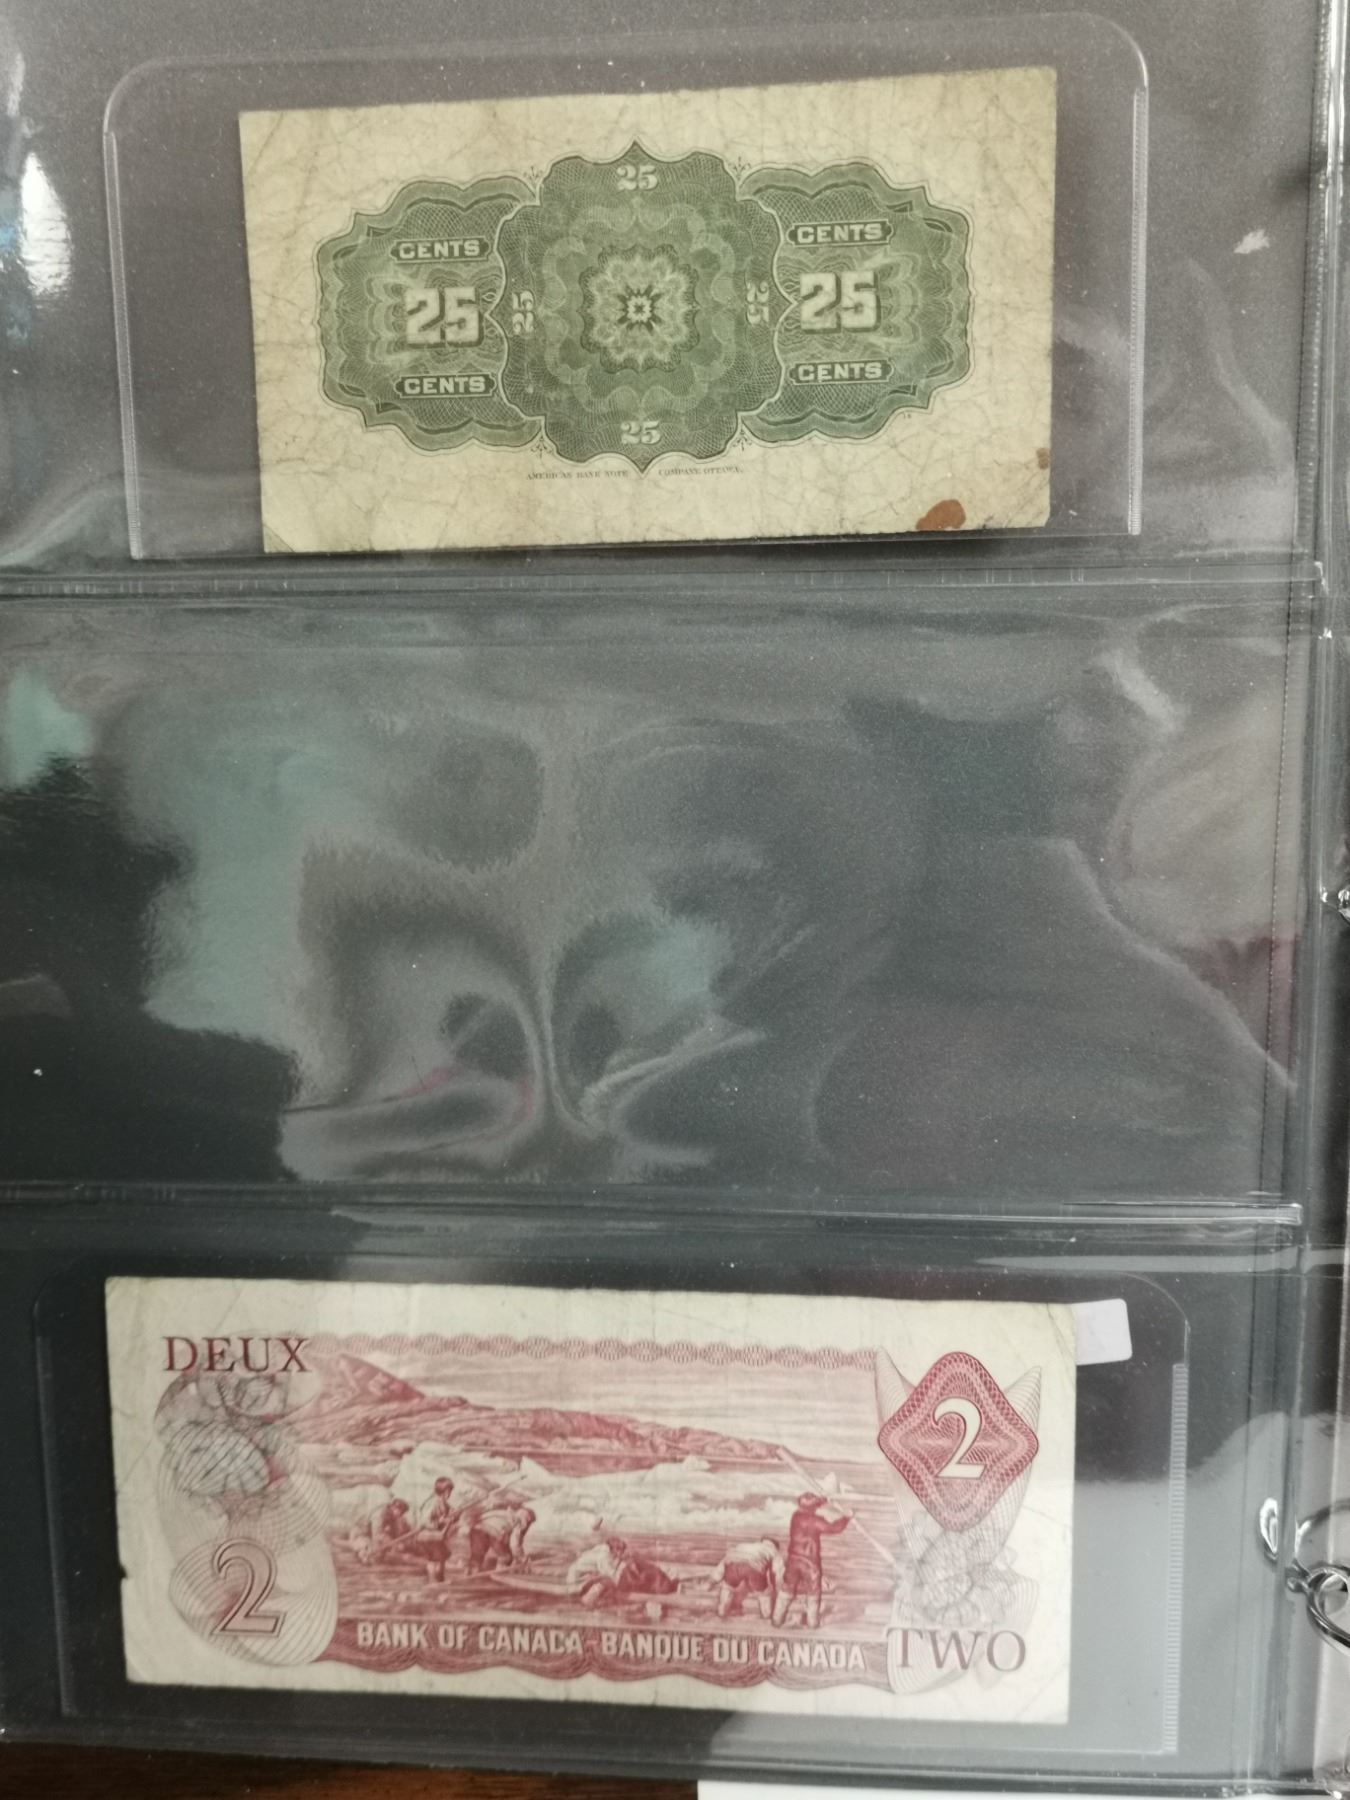 25
CENTS CENTS
25 25 25 25
CENTS CENTS
25
AMERICAN BANK NOTE COMPANY, OTTAWA.
DEUX
2
2
BANK OF CANADA - BANQUE DU CANADA
TWO